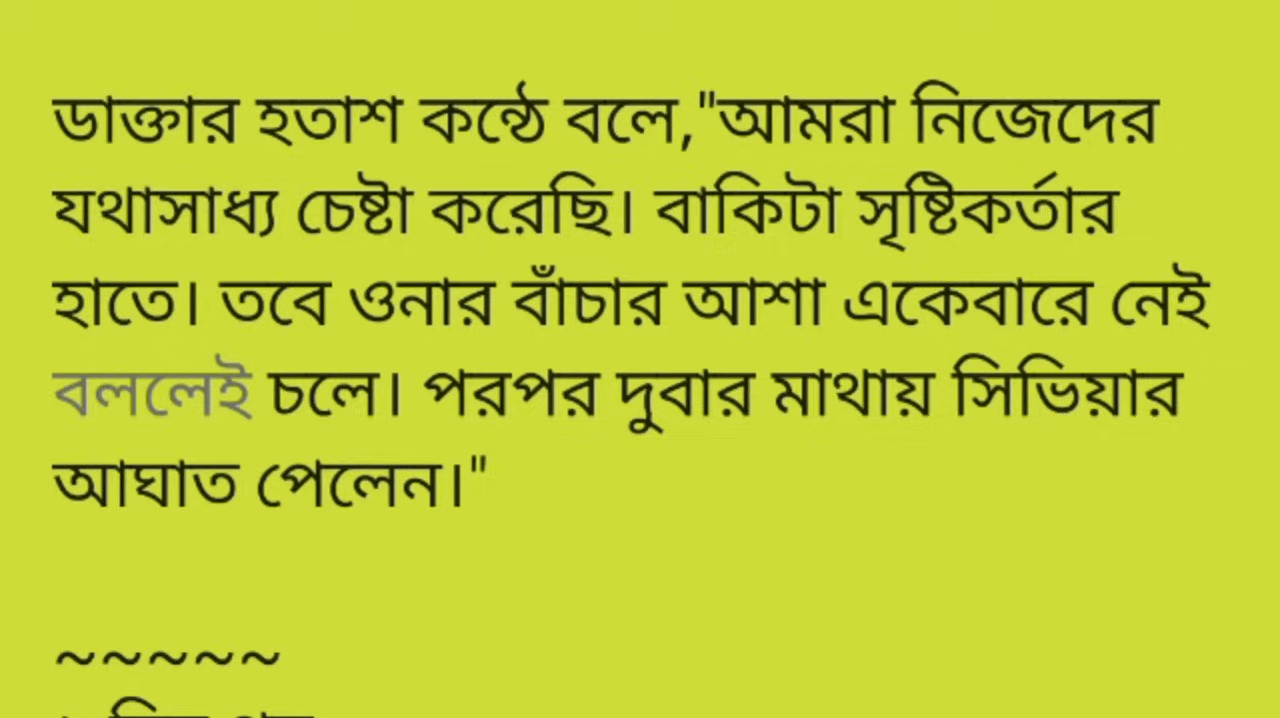 ডাক্তার হতাশ কন্ঠে বলে,"আমরা নিজেদের
যথাসাধ্য চেষ্টা করেছি। বাকিটা সৃষ্টিকর্তার
হাতে। তবে ওনার বাঁচার আশা একেবারে নেই
বললেই চলে। পরপর দুবার মাথায় সিভিয়ার
আঘাত পেলেন।"
~~~~~